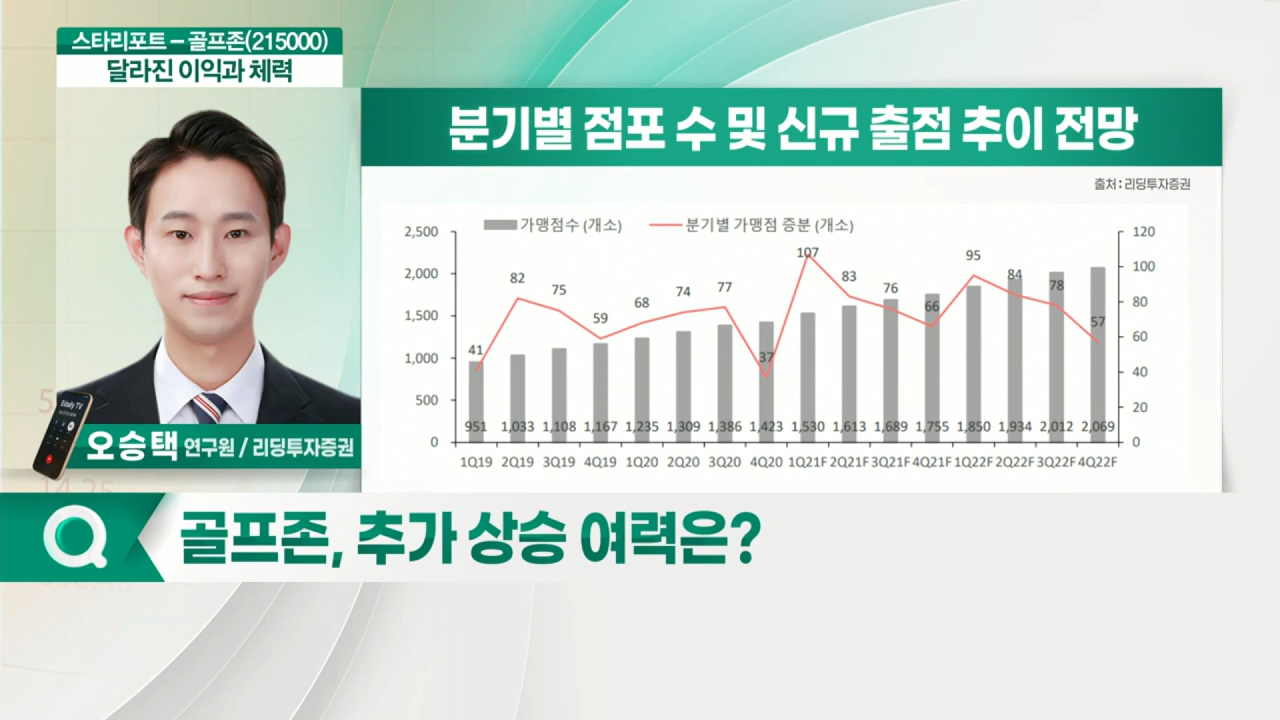 스타리포트 – 골프존(215000)
달라진 이익과 체력
분기별 점포 수 및 신규 출점 추이 전망
출처 : 리딩투자증권
가맹점수 (개소) 분기별 가맹점 증분 (개소)
2,500 2,000 1,500 1,000 500 0
120 100 80 60 40 20 0
41 82 75 59 68 74 77 37 107 83 76 66 95 84 78 57
951 1,033 1,108 1,167 1,235 1,309 1,386 1,423 1,530 1,613 1,689 1,755 1,850 1,934 2,012 2,069
1Q19 2Q19 3Q19 4Q19 1Q20 2Q20 3Q20 4Q20 1Q21F 2Q21F 3Q21F 4Q21F 1Q22F 2Q22F 3Q22F 4Q22F
Edaily TV
오승택 연구원 / 리딩투자증권
골프존, 추가 상승 여력은?